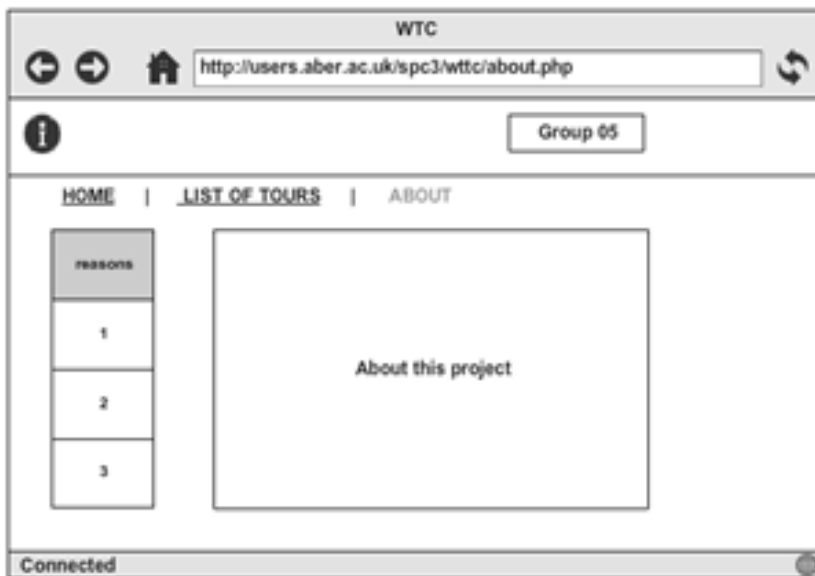 WTC
http://users.aber.ac.uk/spc3/wttc/about.php
Group 05
HOME | LIST OF TOURS | ABOUT
reasons
1
2
3
About this project
Connected